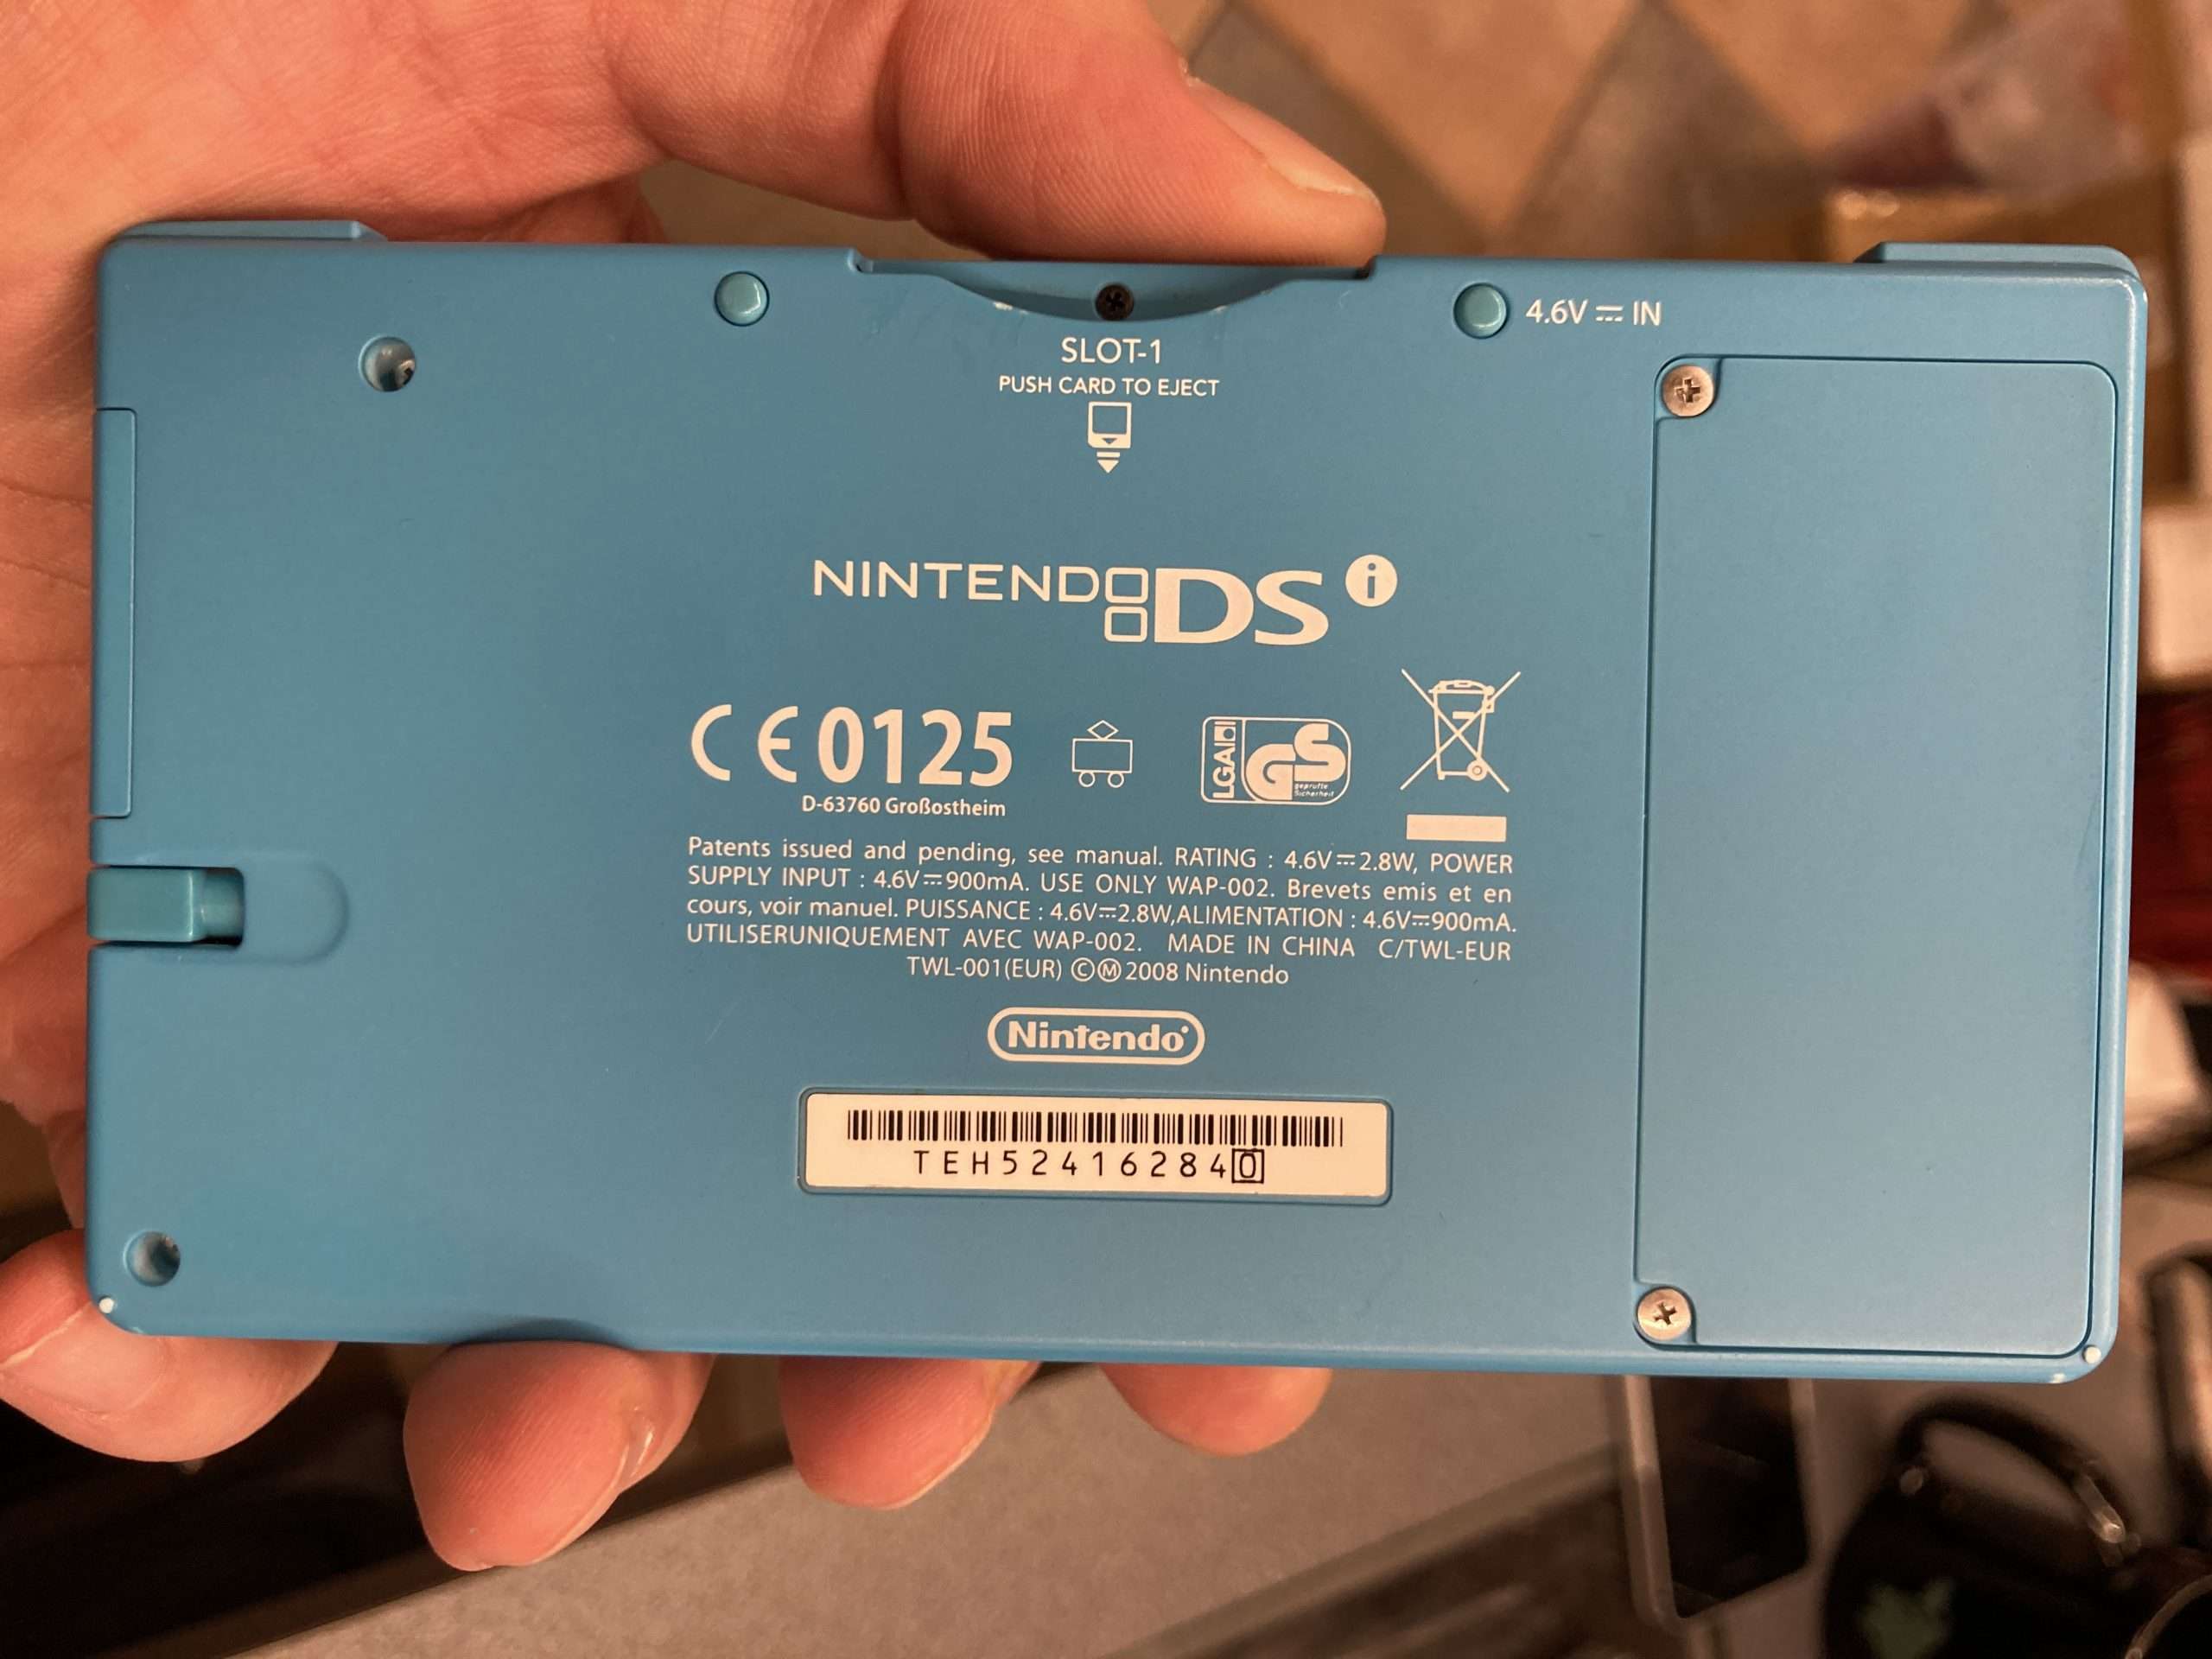 4.6V ⎓ IN
SLOT-1
PUSH CARD TO EJECT
NINTENDO DS i
CE 0125
D-63760 Großostheim
LGAI GS
geprüfte
Sicherheit
Patents issued and pending, see manual. RATING : 4.6V⎓2.8W, POWER
SUPPLY INPUT : 4.6V⎓900mA. USE ONLY WAP-002. Brevets emis et en
cours, voir manuel. PUISSANCE : 4.6V⎓2.8W,ALIMENTATION : 4.6V⎓900mA.
UTILISERUNIQUEMENT AVEC WAP-002. MADE IN CHINA C/TWL-EUR
TWL-001(EUR) ©Ⓜ2008 Nintendo
Nintendo
TEH524162840